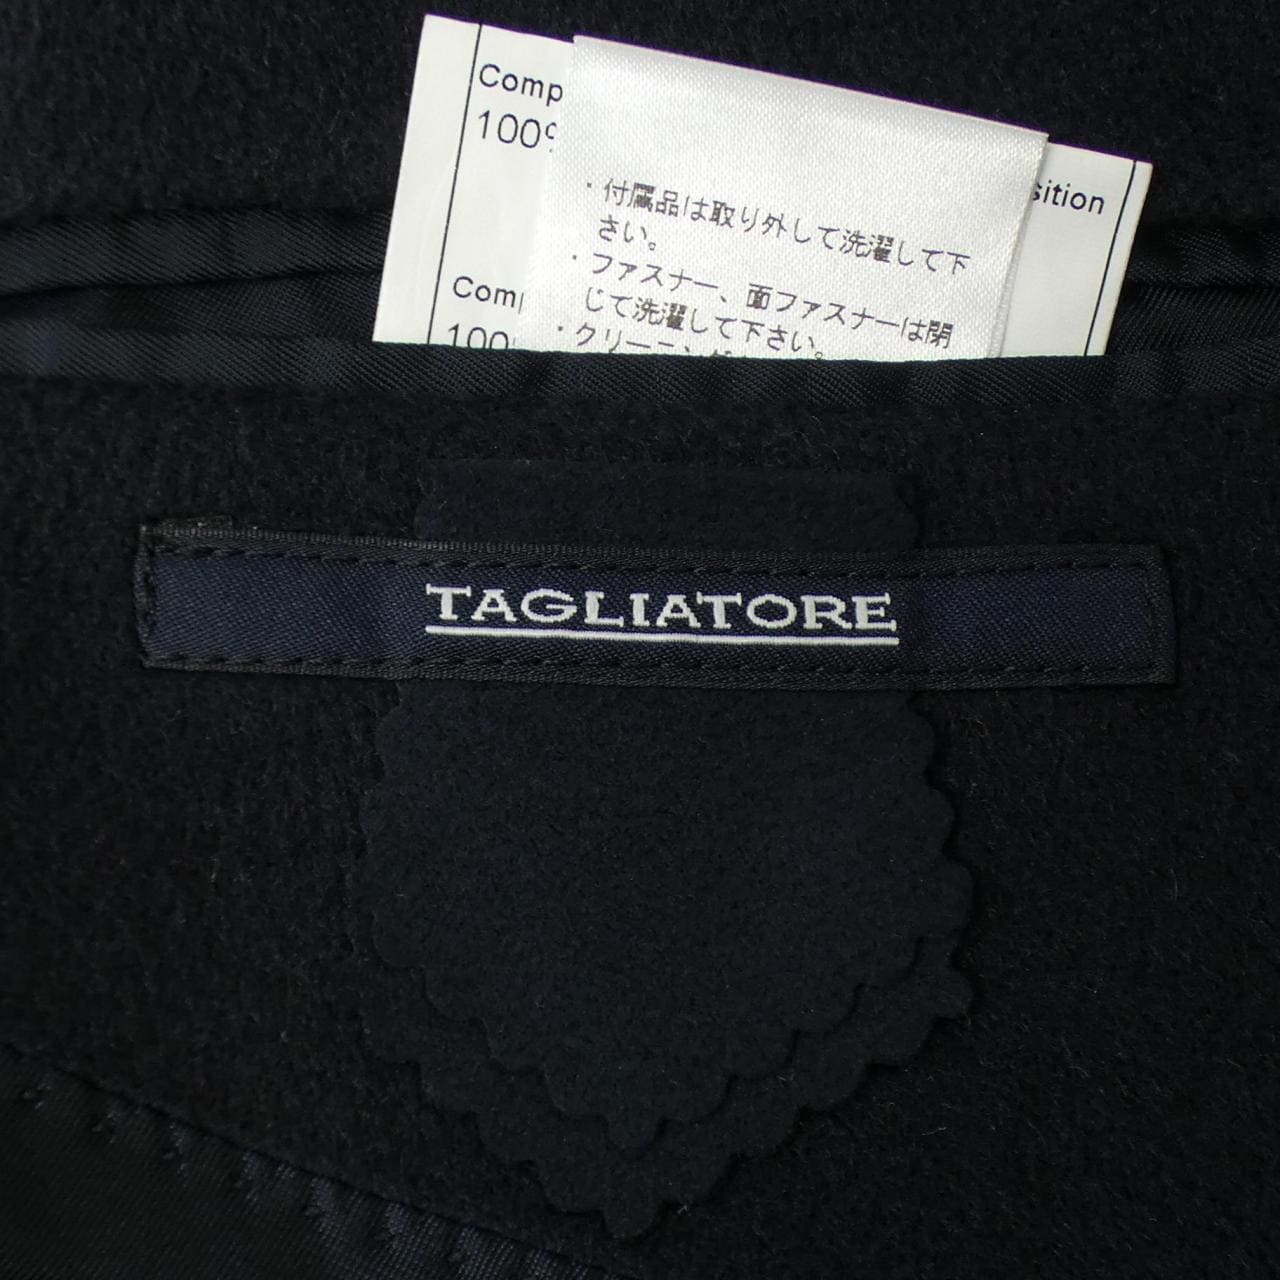 Comp
100%
sition
・付属品は取り外して洗濯して下
さい。
・ファスナー、面ファスナーは閉
じて洗濯して下さい。
Comp
100
TAGLIATORE